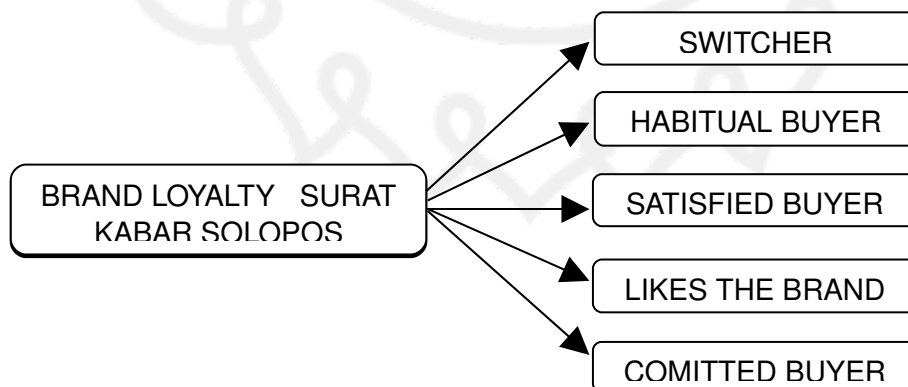 SWITCHER
HABITUAL BUYER
BRAND LOYALTY SURAT
KABAR SOLOPOS
SATISFIED BUYER
LIKES THE BRAND
COMITTED BUYER